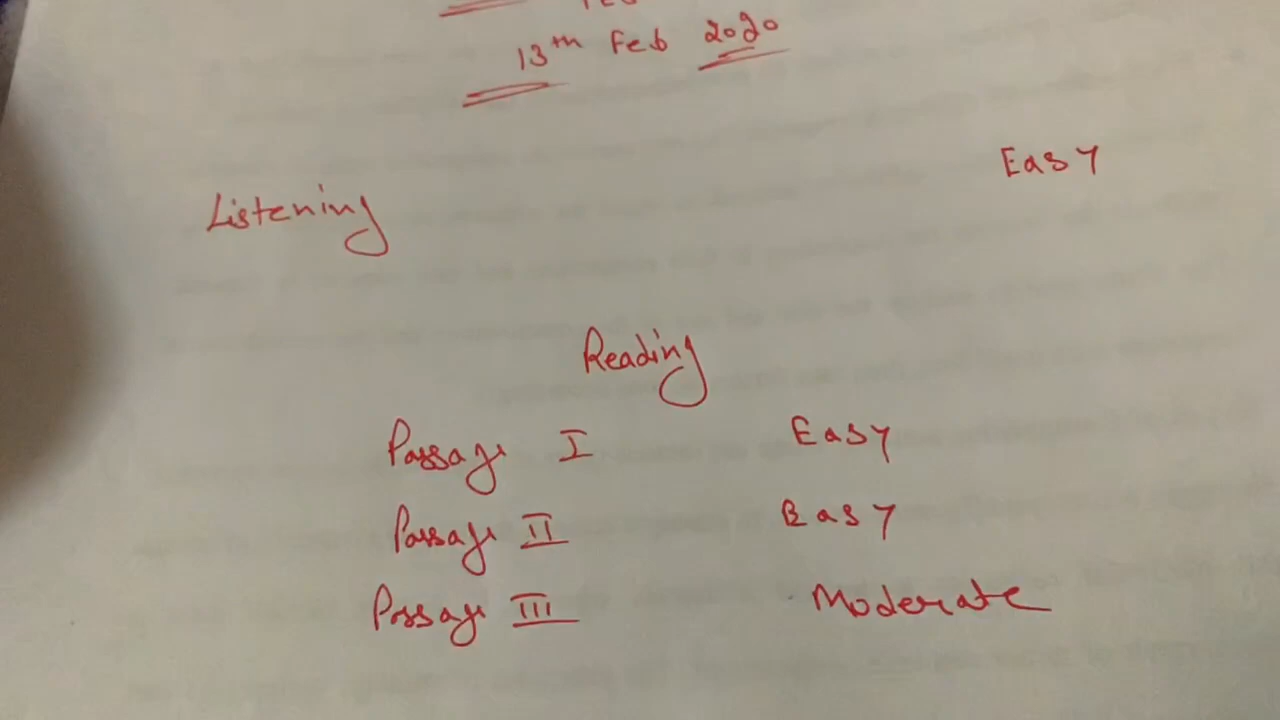 13th Feb 2020
Listening Easy
Reading
Passage I Easy
Passage II Easy
Passage III Moderate